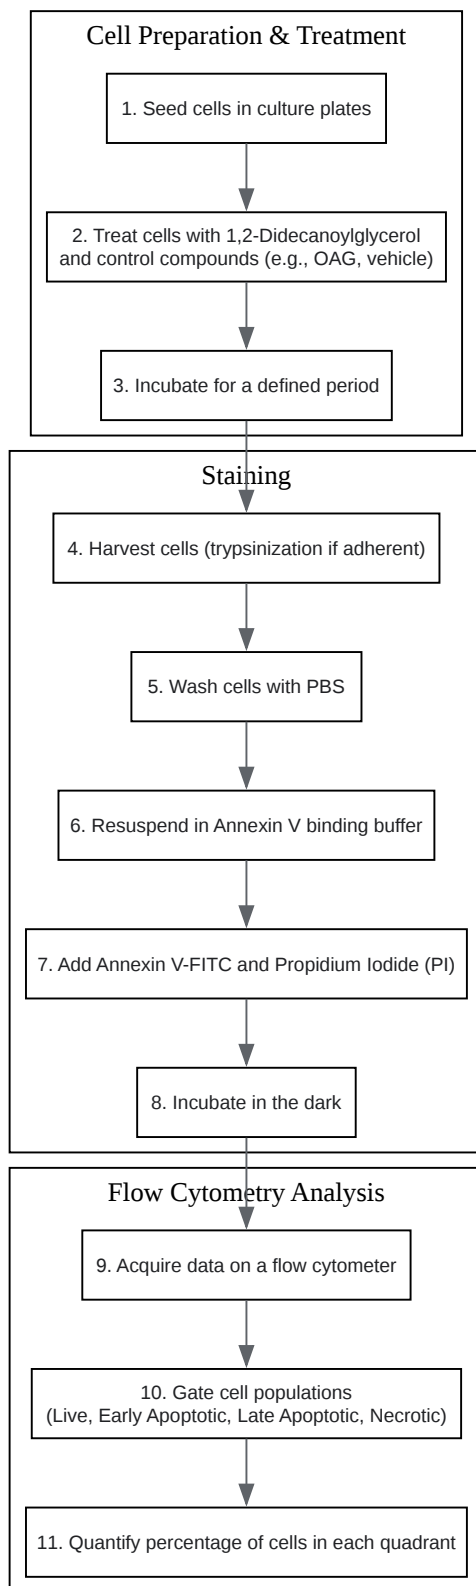 Cell Preparation & Treatment
1. Seed cells in culture plates
2. Treat cells with 1,2-Didecanoylglycerol
and control compounds (e.g., OAG, vehicle)
3. Incubate for a defined period
Staining
4. Harvest cells (trypsinization if adherent)
5. Wash cells with PBS
6. Resuspend in Annexin V binding buffer
7. Add Annexin V-FITC and Propidium Iodide (PI)
8. Incubate in the dark
Flow Cytometry Analysis
9. Acquire data on a flow cytometer
10. Gate cell populations
(Live, Early Apoptotic, Late Apoptotic, Necrotic)
11. Quantify percentage of cells in each quadrant